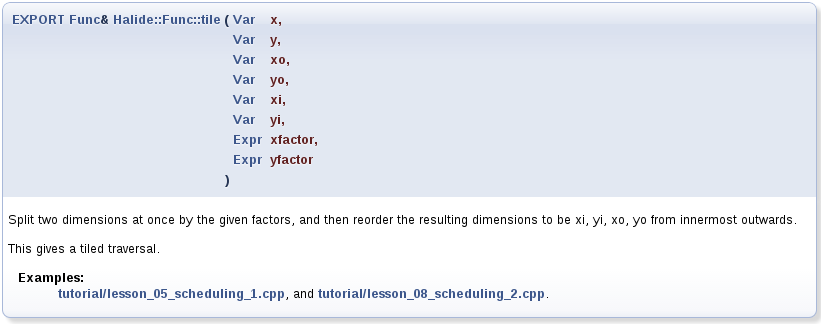 EXPORT Func& Halide::Func::tile ( Var x,
Var y,
Var xo,
Var yo,
Var xi,
Var yi,
Expr xfactor,
Expr yfactor
)
Split two dimensions at once by the given factors, and then reorder the resulting dimensions to be xi, yi, xo, yo from innermost outwards.
This gives a tiled traversal.
Examples:
tutorial/lesson_05_scheduling_1.cpp, and tutorial/lesson_08_scheduling_2.cpp.